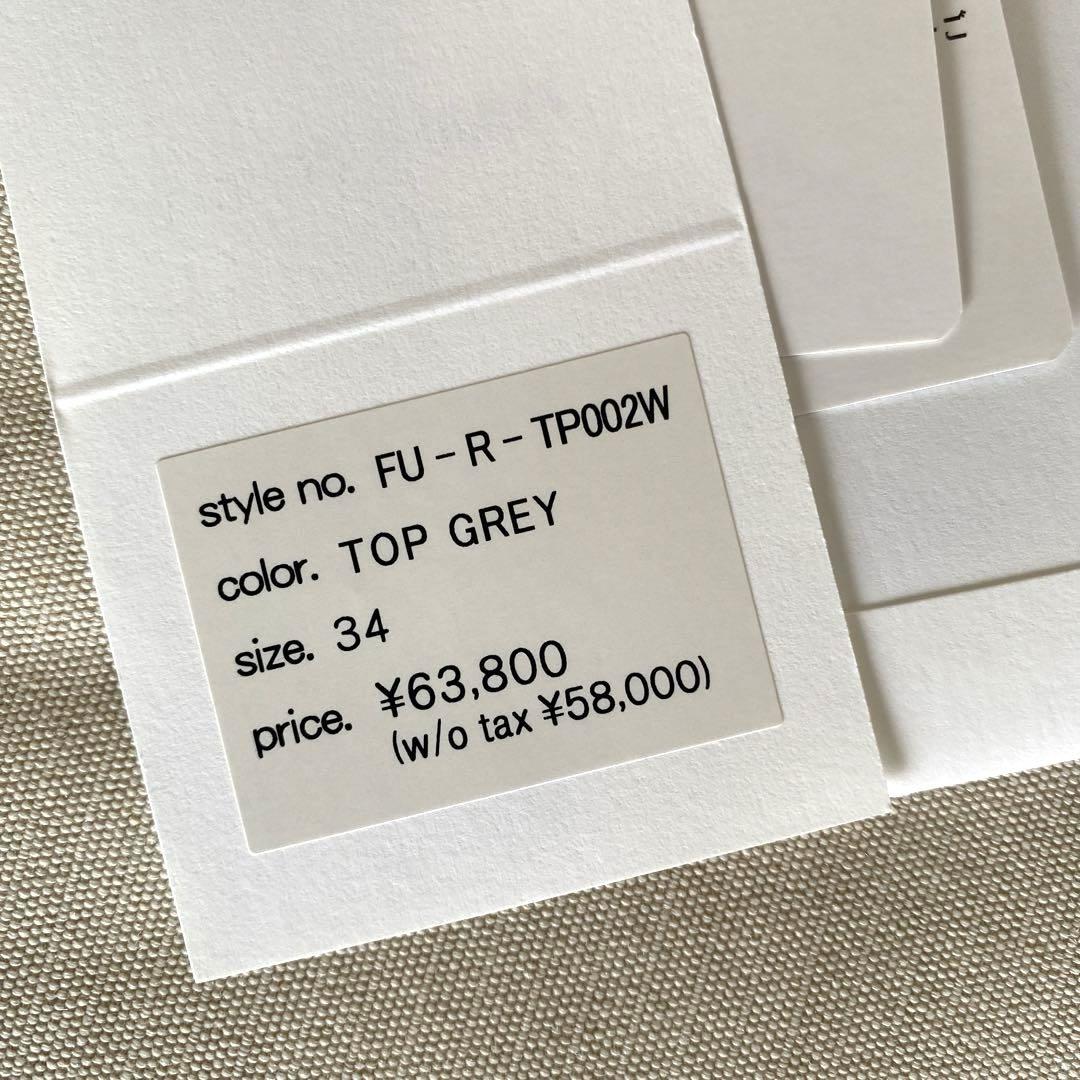 style no. FU-R-TP002W
color. TOP GREY
size. 34
price. ¥63,800
(w/o tax ¥58,000)